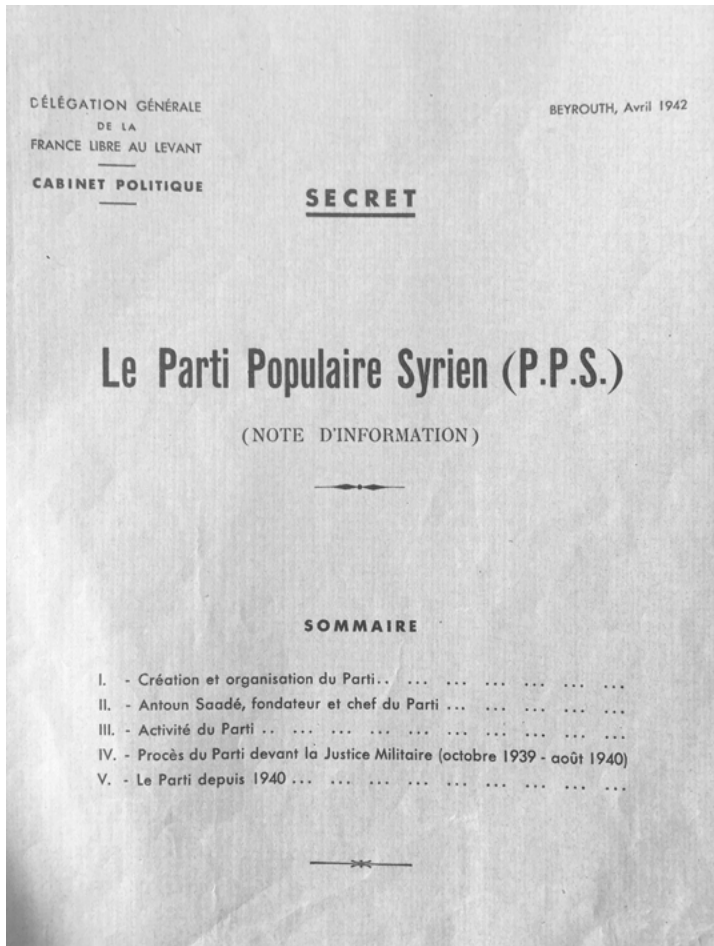 DÉLÉGATION GÉNÉRALE
DE LA
FRANCE LIBRE AU LEVANT
CABINET POLITIQUE
BEYROUTH, Avril 1942
SECRET
Le Parti Populaire Syrien (P.P.S.)
(NOTE D'INFORMATION)
SOMMAIRE
I. - Création et organisation du Parti.. ... ... ... ... ... ...
II. - Antoun Saadé, fondateur et chef du Parti ... ... ... ... ...
III. - Activité du Parti .. ... ... ... ... ... ... ... ... ...
IV. - Procès du Parti devant la Justice Militaire (octobre 1939 - août 1940)
V. - Le Parti depuis 1940 ... ... ... ... ... ... ... ... ...